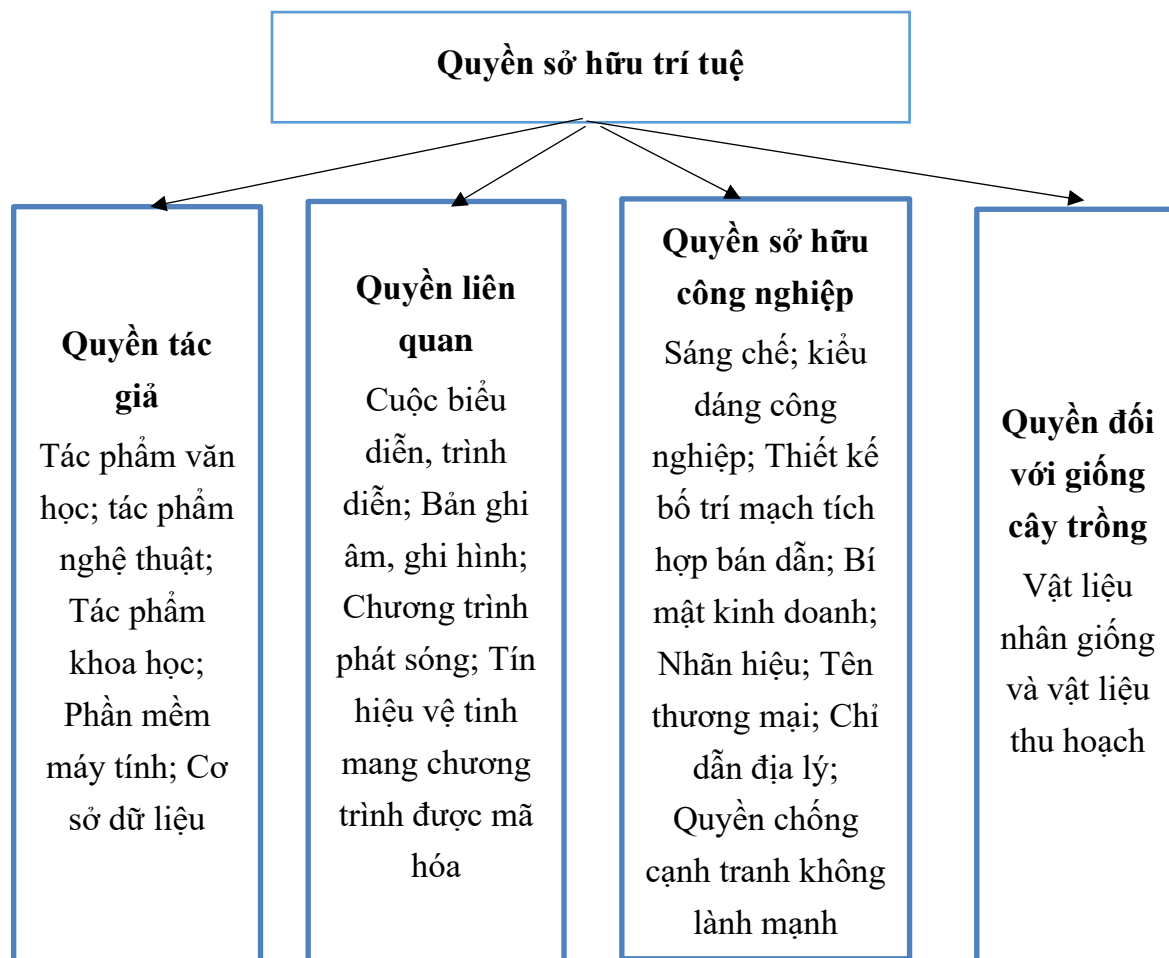 Quyền sở hữu trí tuệ
Quyền tác
giả
Tác phẩm văn
học; tác phẩm
nghệ thuật;
Tác phẩm
khoa học;
Phần mềm
máy tính; Cơ
sở dữ liệu
Quyền liên
quan
Cuộc biểu
diễn, trình
diễn; Bản ghi
âm, ghi hình;
Chương trình
phát sóng; Tín
hiệu vệ tinh
mang chương
trình được mã
hóa
Quyền sở hữu
công nghiệp
Sáng chế; kiểu
dáng công
nghiệp; Thiết kế
bố trí mạch tích
hợp bán dẫn; Bí
mật kinh doanh;
Nhãn hiệu; Tên
thương mại; Chỉ
dẫn địa lý;
Quyền chống
cạnh tranh không
lành mạnh
Quyền đối
với giống
cây trồng
Vật liệu
nhân giống
và vật liệu
thu hoạch